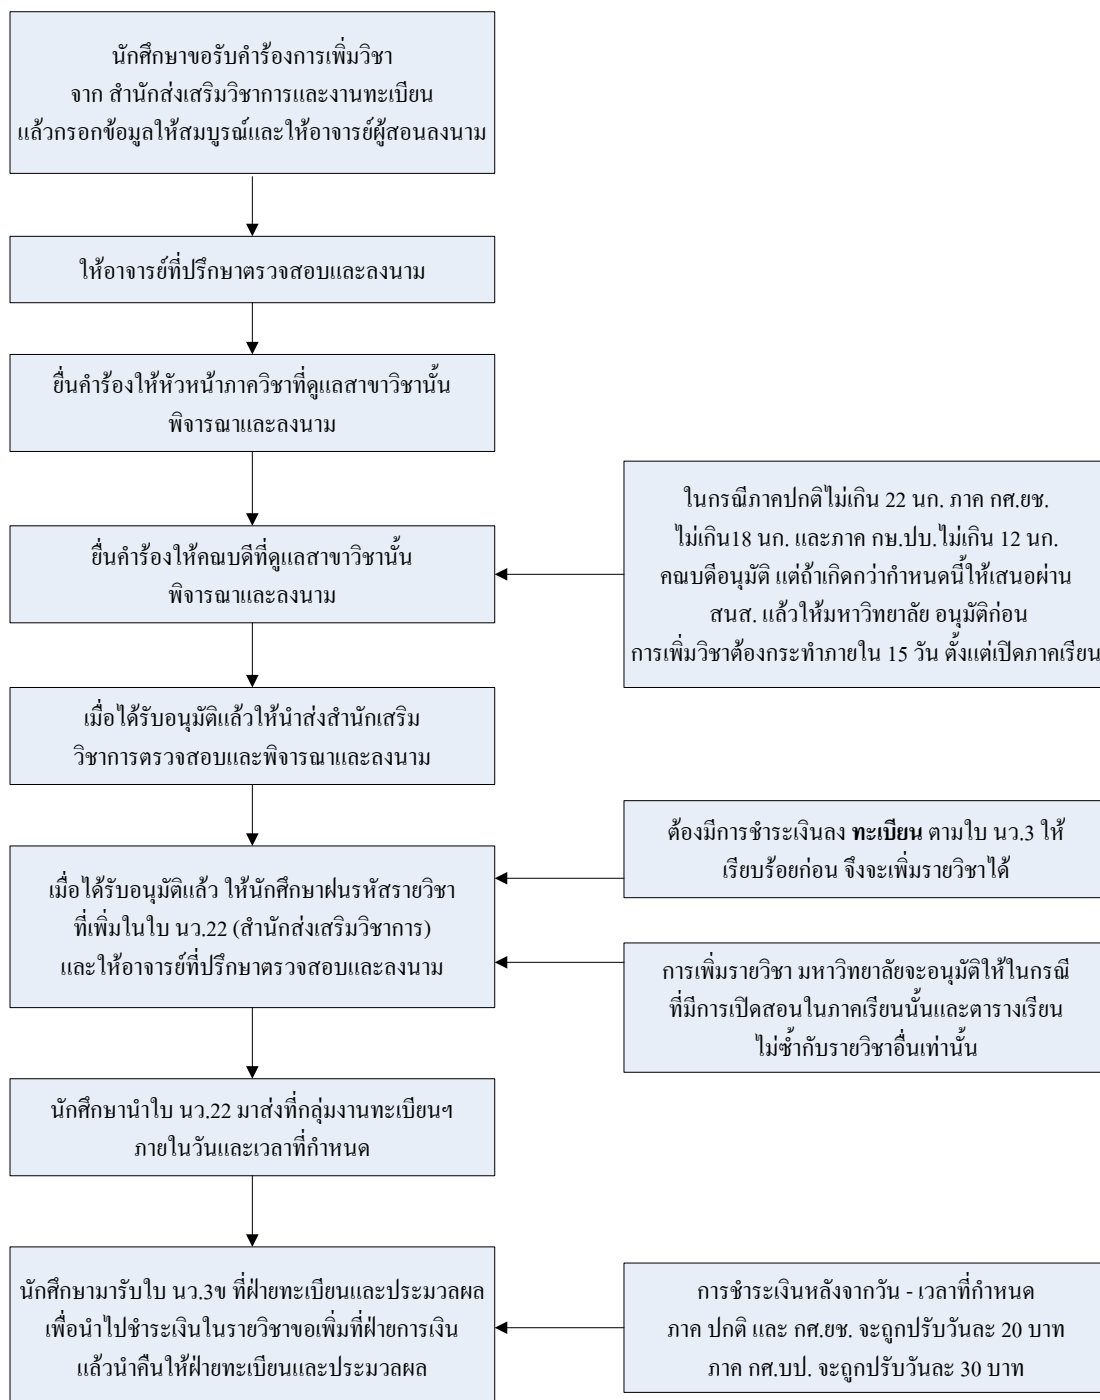 นักศึกษาขอรับคำร้องการเพิ่มวิชา
จาก สำนักส่งเสริมวิชาการและงานทะเบียน
แล้วกรอกข้อมูลให้สมบูรณ์และให้อาจารย์ผู้สอนลงนาม
ให้อาจารย์ที่ปรึกษาตรวจสอบและลงนาม
ยื่นคำร้องให้หัวหน้าภาควิชาที่ดูแลสาขาวิชานั้น
พิจารณาและลงนาม
ยื่นคำร้องให้คณบดีที่ดูแลสาขาวิชานั้น
พิจารณาและลงนาม
ในกรณีภาคปกติไม่เกิน 22 นก. ภาค กศ.ยช.
ไม่เกิน18 นก. และภาค กษ.ปบ.ไม่เกิน 12 นก.
คณบดีอนุมัติ แต่ถ้าเกิดกว่ากำหนดนี้ให้เสนอผ่าน
สนส. แล้วให้มหาวิทยาลัย อนุมัติก่อน
การเพิ่มวิชาต้องกระทำภายใน 15 วัน ตั้งแต่เปิดภาคเรียน
เมื่อได้รับอนุมัติแล้วให้นำส่งสำนักเสริม
วิชาการตรวจสอบและพิจารณาและลงนาม
ต้องมีการชำระเงินลง ทะเบียน ตามใบ นว.3 ให้
เรียบร้อยก่อน จึงจะเพิ่มรายวิชาได้
เมื่อได้รับอนุมัติแล้ว ให้นักศึกษาฝนรหัสรายวิชา
ที่เพิ่มในใบ นว.22 (สำนักส่งเสริมวิชาการ)
และให้อาจารย์ที่ปรึกษาตรวจสอบและลงนาม
การเพิ่มรายวิชา มหาวิทยาลัยจะอนุมัติให้ในกรณี
ที่มีการเปิดสอนในภาคเรียนนั้นและตารางเรียน
ไม่ซ้ำกับรายวิชาอื่นเท่านั้น
นักศึกษานำใบ นว.22 มาส่งที่กลุ่มงานทะเบียนฯ
ภายในวันและเวลาที่กำหนด
นักศึกษามารับใบ นว.3ข ที่ฝ่ายทะเบียนและประมวลผล
เพื่อนำไปชำระเงินในรายวิชาขอเพิ่มที่ฝ่ายการเงิน
แล้วนำคืนให้ฝ่ายทะเบียนและประมวลผล
การชำระเงินหลังจากวัน - เวลาที่กำหนด
ภาค ปกติ และ กศ.ยช. จะถูกปรับวันละ 20 บาท
ภาค กศ.บป. จะถูกปรับวันละ 30 บาท